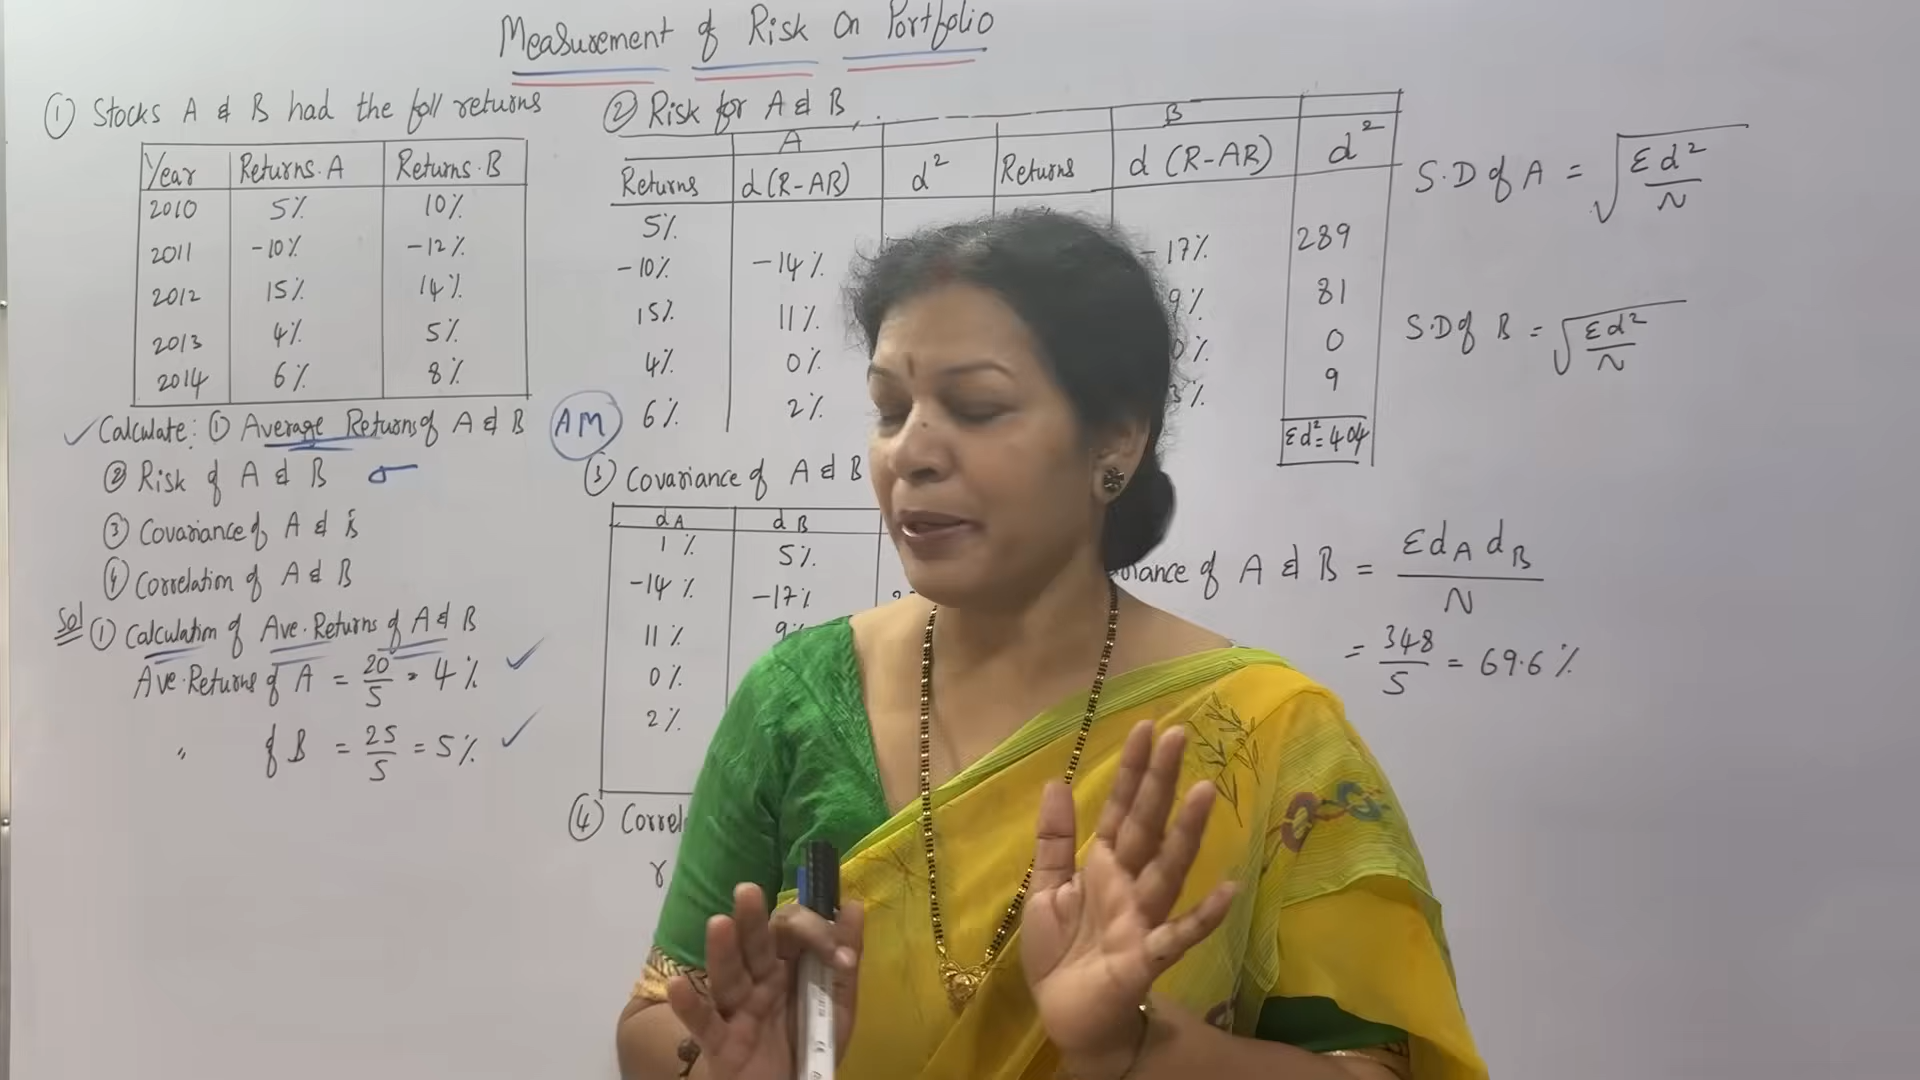 Measurement of Risk on Portfolio
① Stocks A & B had the foll returns
Year Returns.A Returns.B
2010 5% 10%
2011 -10% -12%
2012 15% 14%
2013 4% 5%
2014 6% 8%
Calculate: ① Average Returns of A & B
② Risk of A & B σ
③ Covariance of A & B
④ Correlation of A & B
Sol ① Calculation of Ave.Returns of A & B
Ave.Returns of A = 20/5 = 4%
" of B = 25/5 = 5%
AM
② Risk for A & B
A B
Returns d(R-AR) d² Returns d (R-AR) d²
5%
-10% -14% -17% 289
15% 11% 9% 81
4% 0% 0% 0
6% 2% 3% 9
Σd²=404
S.D of A = √Σd²/N
S.D of B = √Σd²/N
③ Covariance of A & B
dA dB
1% 5%
-14% -17%
11% 9%
0%
2%
of A & B = ΣdA dB/N
= 348/5 = 69.6%
④
r